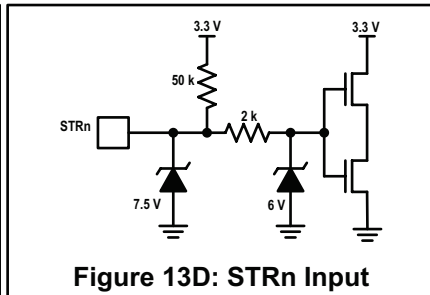 3.3 V 3.3 V
50 k
STRn 2 k
7.5 V 6 V
Figure 13D: STRn Input